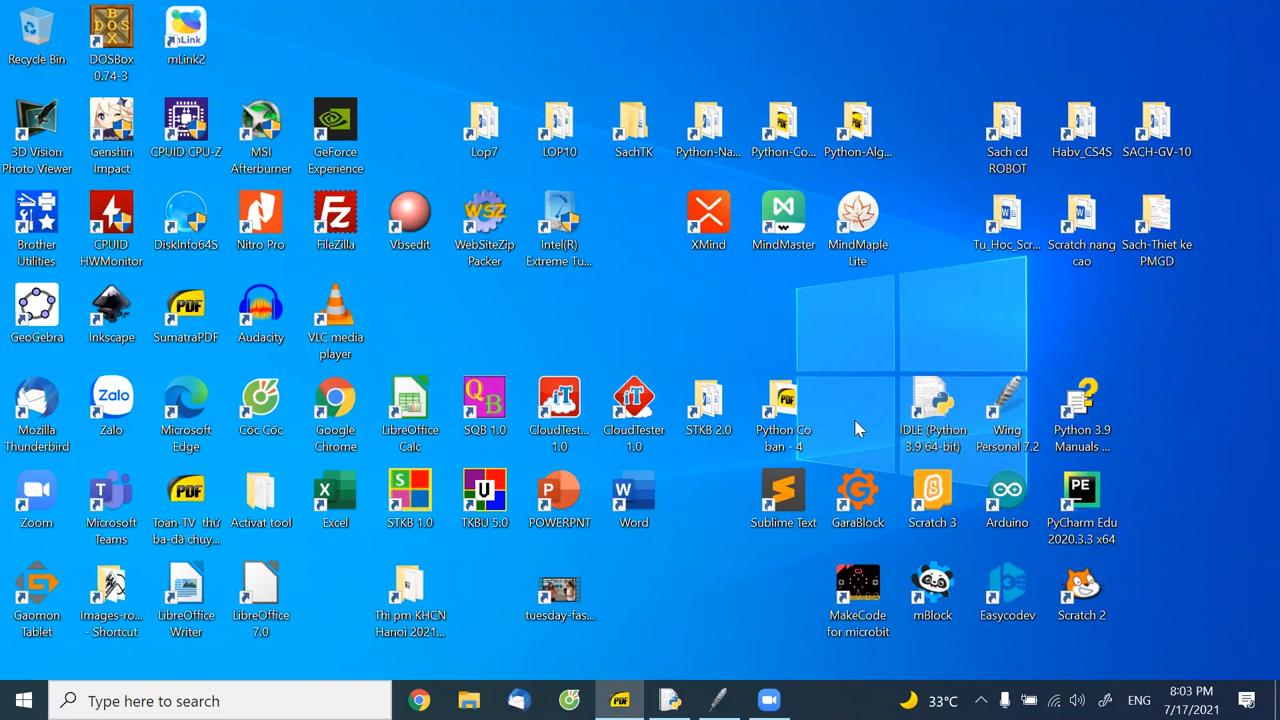 Recycle Bin
DOSBox
0.74-3
mLink2
3D Vision
Photo Viewer
Genshin
Impact
CPUID CPU-Z
MSI
Afterburner
GeForce
Experience
Lop7
LOP10
SachTK
Python-Na...
Python-Co...
Python-Alg...
Sach cd
ROBOT
Habv_CS4S
SACH-GV-10
Brother
Utilities
CPUID
HWMonitor
DiskInfo64S
Nitro Pro
FileZilla
Vbsedit
WebSiteZip
Packer
Intel(R)
Extreme Tu...
XMind
MindMaster
MindMaple
Lite
Tu_Hoc_Scr...
Scratch nang
cao
Sach-Thiet ke
PMGD
GeoGebra
Inkscape
SumatraPDF
Audacity
VLC media
player
Mozilla
Thunderbird
Zalo
Microsoft
Edge
Cốc Cốc
Google
Chrome
LibreOffice
Calc
SQB 1.0
CloudTest...
1.0
CloudTester
1.0
STKB 2.0
Python Co
ban - 4
IDLE (Python
3.9 64-bit)
Wing
Personal 7.2
Python 3.9
Manuals ...
Zoom
Microsoft
Teams
Toán-TV thứ
ba-đã chuy...
Activat tool
Excel
STKB 1.0
TKBU 5.0
POWERPNT
Word
Sublime Text
GaraBlock
Scratch 3
Arduino
PyCharm Edu
2020.3.3 x64
Gaomon
Tablet
Images-ro...
- Shortcut
LibreOffice
Writer
LibreOffice
7.0
Thi pm KHCN
Hanoi 2021...
tuesday-fas...
MakeCode
for microbit
mBlock
Easycodev
Scratch 2
Type here to search
33°C
ENG
8:03 PM
7/17/2021